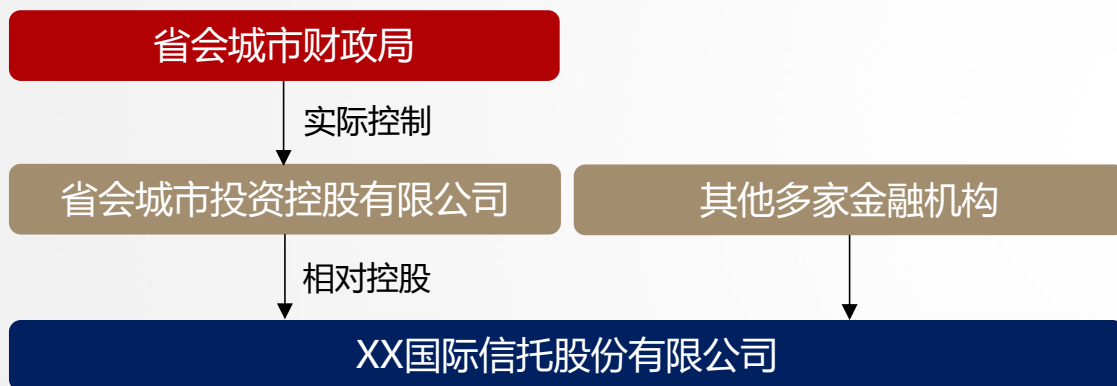 省会城市财政局
实际控制
省会城市投资控股有限公司
其他多家金融机构
相对控股
XX国际信托股份有限公司